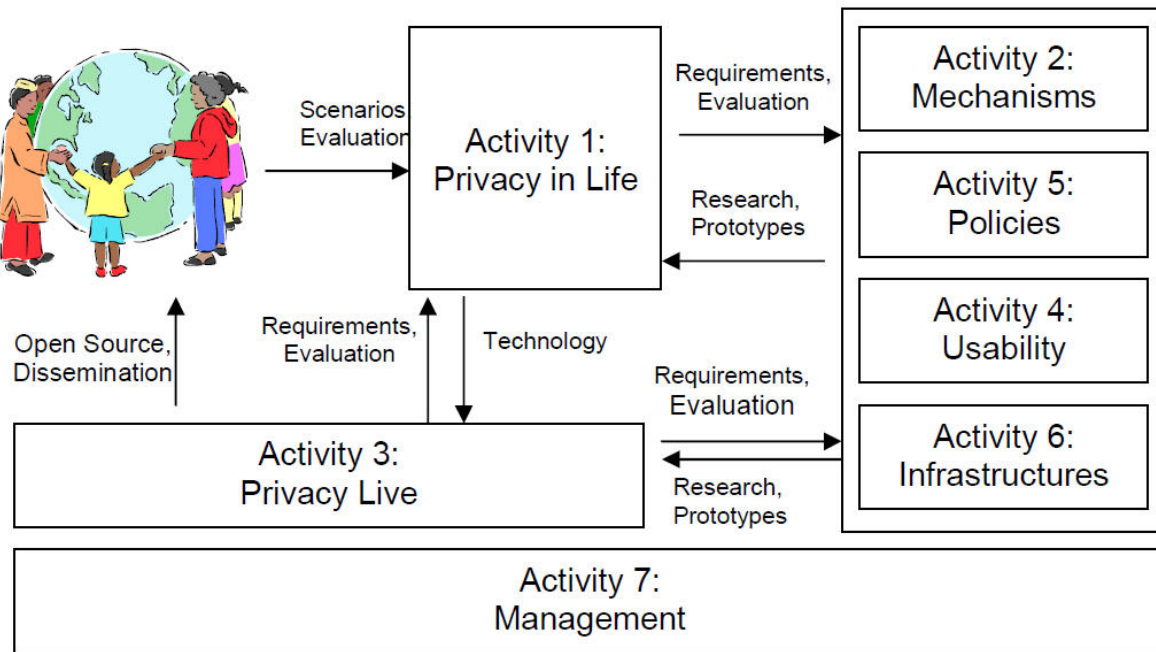 Scenarios,
Evaluation
Activity 1:
Privacy in Life
Requirements,
Evaluation
Research,
Prototypes
Activity 2:
Mechanisms
Activity 5:
Policies
Activity 4:
Usability
Activity 6:
Infrastructures
Open Source,
Dissemination
Requirements,
Evaluation
Technology
Requirements,
Evaluation
Research,
Prototypes
Activity 3:
Privacy Live
Activity 7:
Management